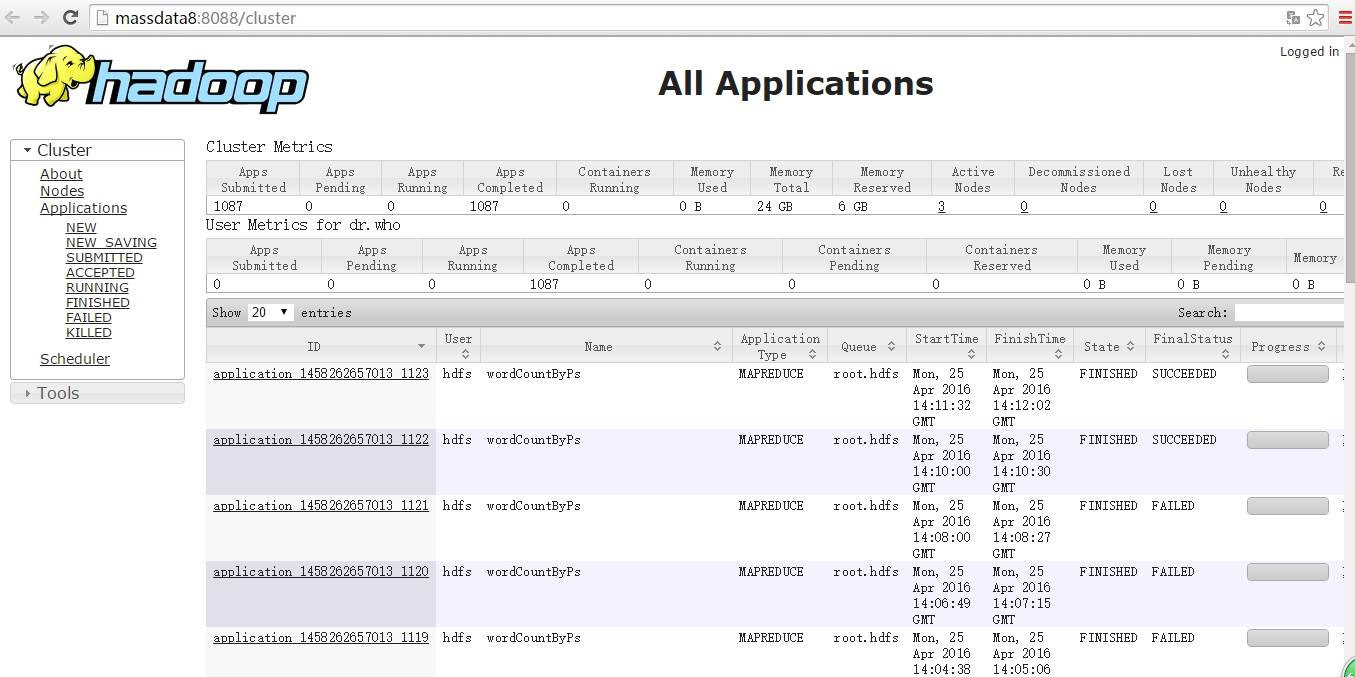 massdata8:8088/cluster
Logged in
hadoop
All Applications
Cluster
About
Nodes
Applications
NEW
NEW_SAVING
SUBMITTED
ACCEPTED
RUNNING
FINISHED
FAILED
KILLED
Scheduler
Tools
Cluster Metrics
Apps Submitted Apps Pending Apps Running Apps Completed Containers Running Memory Used Memory Total Memory Reserved Active Nodes Decommissioned Nodes Lost Nodes Unhealthy Nodes Re
1087 0 0 1087 0 0 B 24 GB 6 GB 3 0 0 0 0
User Metrics for dr.who
Apps Submitted Apps Pending Apps Running Apps Completed Containers Running Containers Pending Containers Reserved Memory Used Memory Pending Memory
0 0 0 1087 0 0 0 0 B 0 B 0 B
Show 20 entries Search:
ID User Name Application Type Queue StartTime FinishTime State FinalStatus Progress
application_1458262657013_1123 hdfs wordCountByPs MAPREDUCE root.hdfs Mon, 25 Apr 2016 14:11:32 GMT Mon, 25 Apr 2016 14:12:02 GMT FINISHED SUCCEEDED
application_1458262657013_1122 hdfs wordCountByPs MAPREDUCE root.hdfs Mon, 25 Apr 2016 14:10:00 GMT Mon, 25 Apr 2016 14:10:30 GMT FINISHED SUCCEEDED
application_1458262657013_1121 hdfs wordCountByPs MAPREDUCE root.hdfs Mon, 25 Apr 2016 14:08:00 GMT Mon, 25 Apr 2016 14:08:27 GMT FINISHED FAILED
application_1458262657013_1120 hdfs wordCountByPs MAPREDUCE root.hdfs Mon, 25 Apr 2016 14:06:49 GMT Mon, 25 Apr 2016 14:07:15 GMT FINISHED FAILED
application_1458262657013_1119 hdfs wordCountByPs MAPREDUCE root.hdfs Mon, 25 Apr 2016 14:04:38 Mon, 25 Apr 2016 14:05:06 FINISHED FAILED